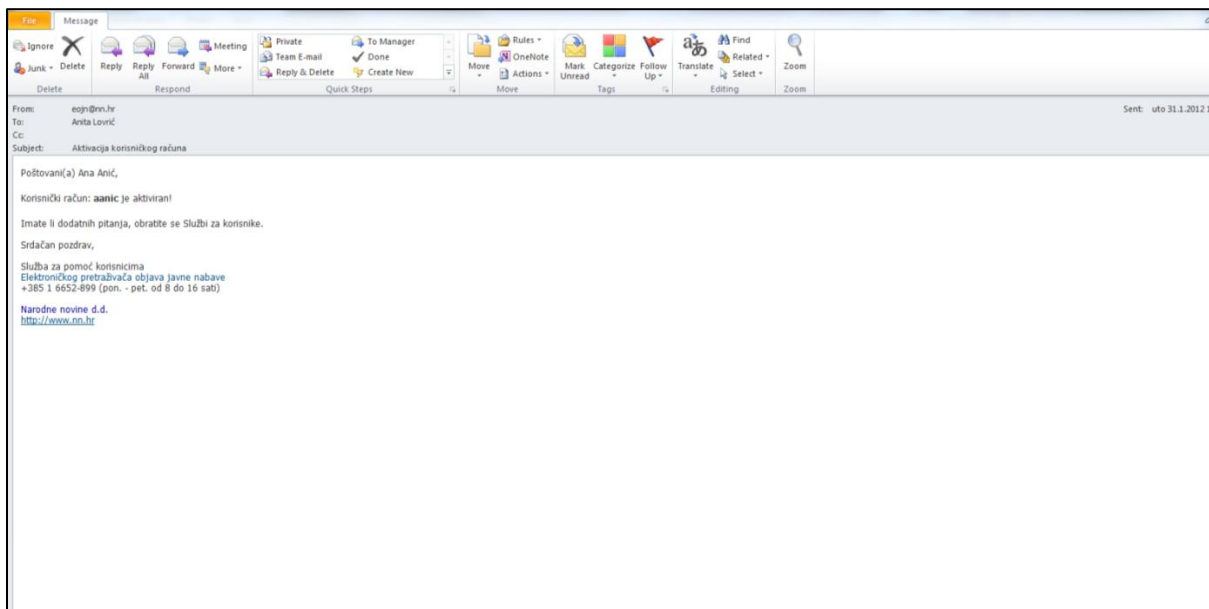 File Message
Ignore
Junk
Delete
Reply
Reply All
Forward
Meeting
More
Private
Team E-mail
Reply & Delete
To Manager
Done
Create New
Move
Rules
OneNote
Actions
Mark Unread
Categorize
Follow Up
Translate
Find
Related
Select
Zoom
Delete Respond Quick Steps Move Tags Editing Zoom
From: eojn@nn.hr Sent: uto 31.1.2012
To: Anita Lovrić
Cc:
Subject: Aktivacija korisničkog računa
Poštovani(a) Ana Anić,
Korisnički račun: aanic je aktiviran!
Imate li dodatnih pitanja, obratite se Službi za korisnike.
Srdačan pozdrav,
Služba za pomoć korisnicima
Elektroničkog pretraživača objava javne nabave
+385 1 6652-899 (pon. - pet. od 8 do 16 sati)
Narodne novine d.d.
http://www.nn.hr